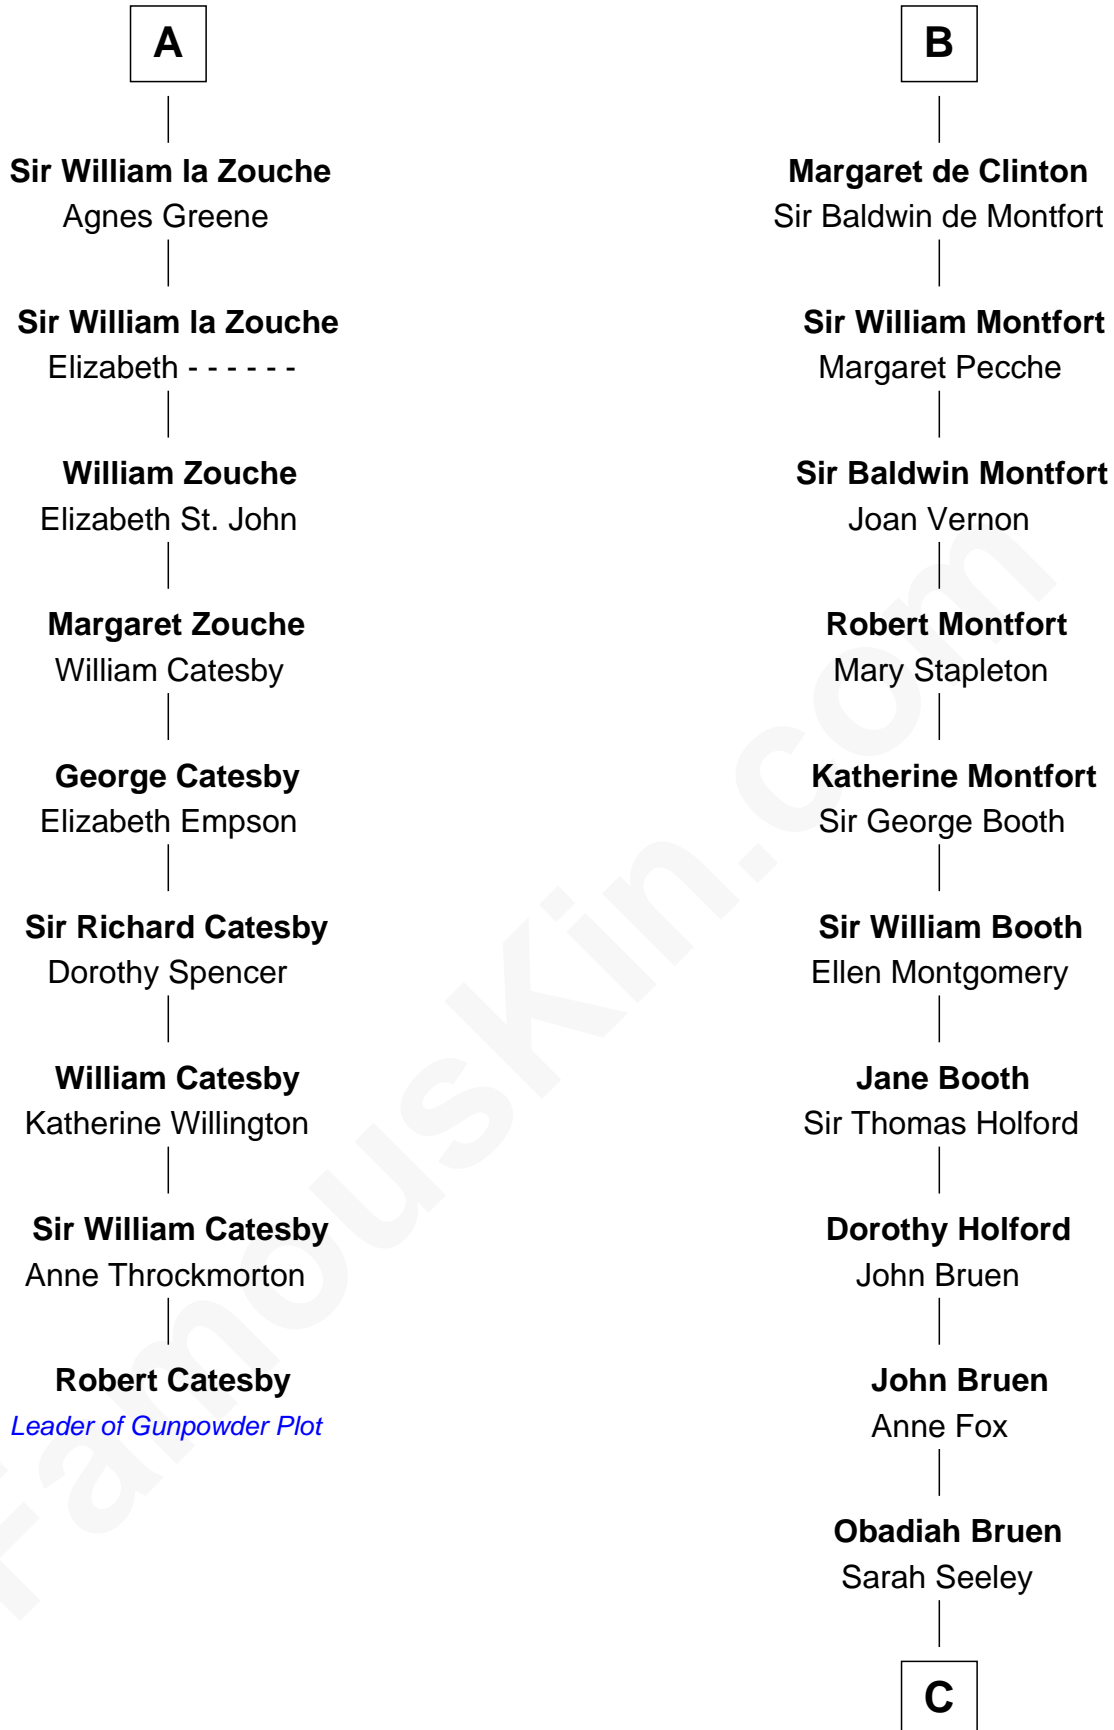 A
Sir William la Zouche
Agnes Greene
Sir William la Zouche
Elizabeth - - - - - -
William Zouche
Elizabeth St. John
Margaret Zouche
William Catesby
George Catesby
Elizabeth Empson
Sir Richard Catesby
Dorothy Spencer
William Catesby
Katherine Willington
Sir William Catesby
Anne Throckmorton
Robert Catesby
Leader of Gunpowder Plot
B
Margaret de Clinton
Sir Baldwin de Montfort
Sir William Montfort
Margaret Pecche
Sir Baldwin Montfort
Joan Vernon
Robert Montfort
Mary Stapleton
Katherine Montfort
Sir George Booth
Sir William Booth
Ellen Montgomery
Jane Booth
Sir Thomas Holford
Dorothy Holford
John Bruen
John Bruen
Anne Fox
Obadiah Bruen
Sarah Seeley
C
FamousKin.com